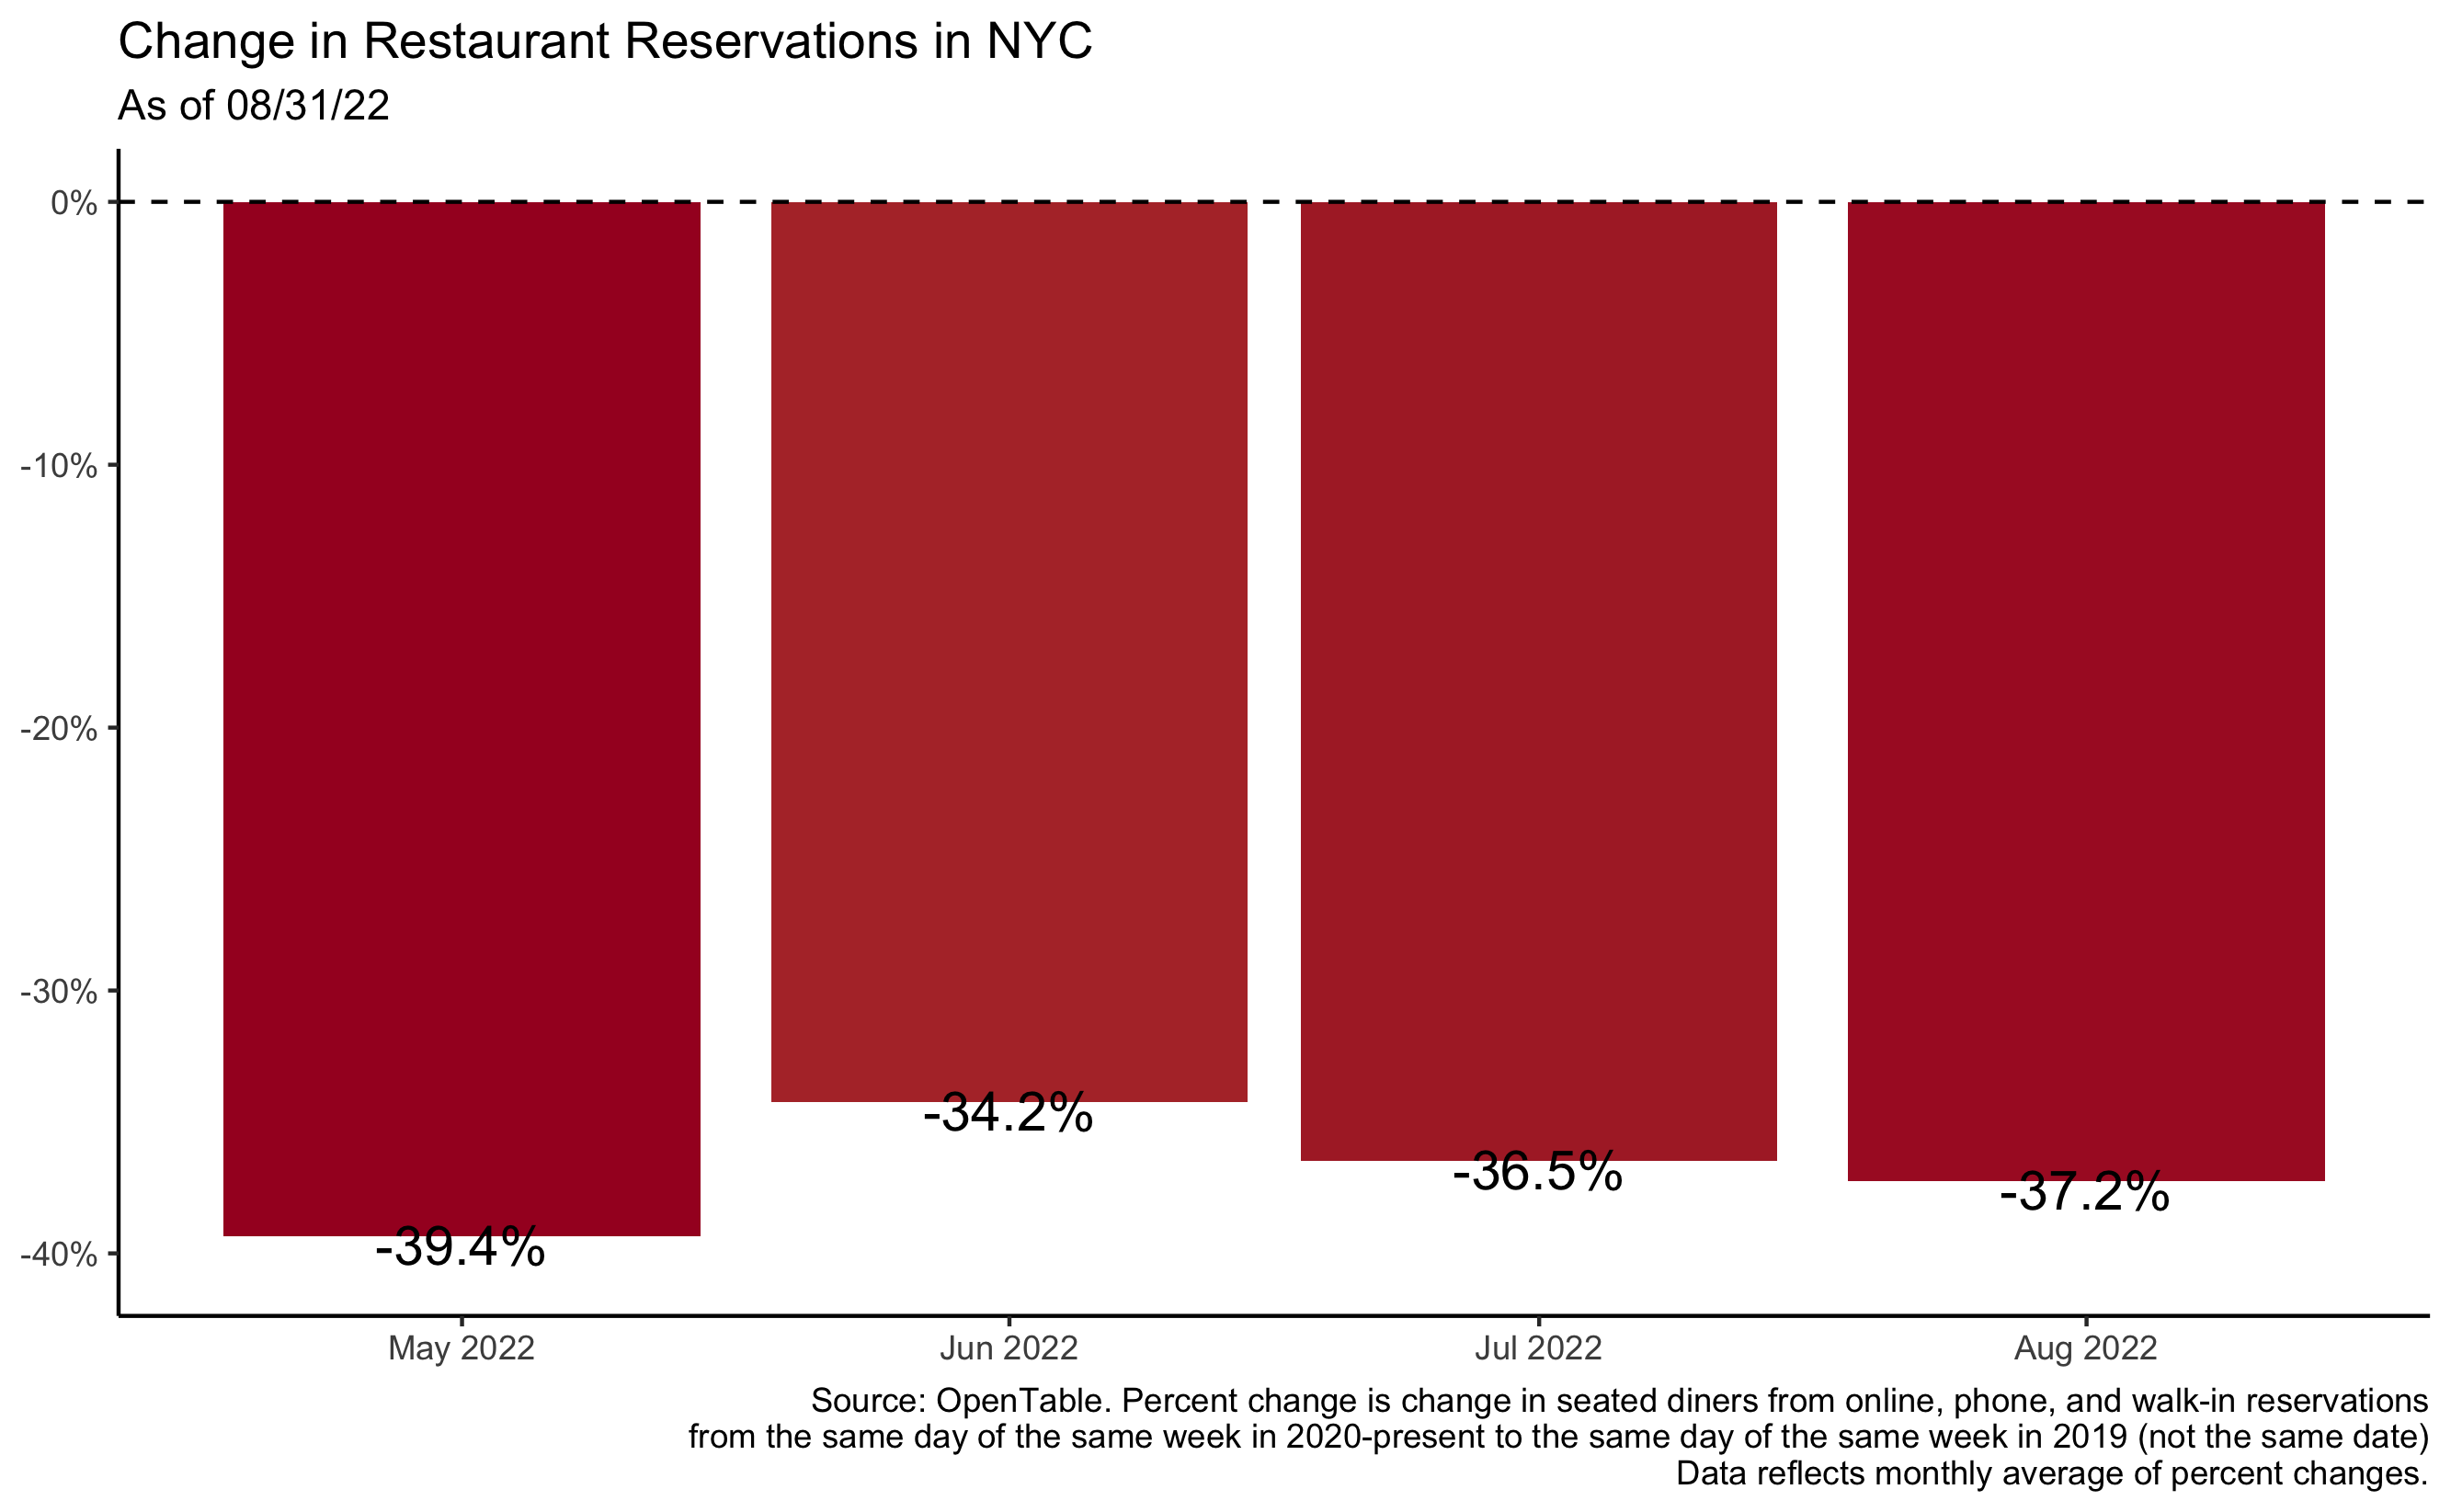 Change in Restaurant Reservations in NYC
As of 08/31/22
0%
-10%
-20%
-30%
-40%
-39.4%
-34.2%
-36.5%
-37.2%
May 2022
Jun 2022
Jul 2022
Aug 2022
Source: OpenTable. Percent change is change in seated diners from online, phone, and walk-in reservations
from the same day of the same week in 2020-present to the same day of the same week in 2019 (not the same date)
Data reflects monthly average of percent changes.